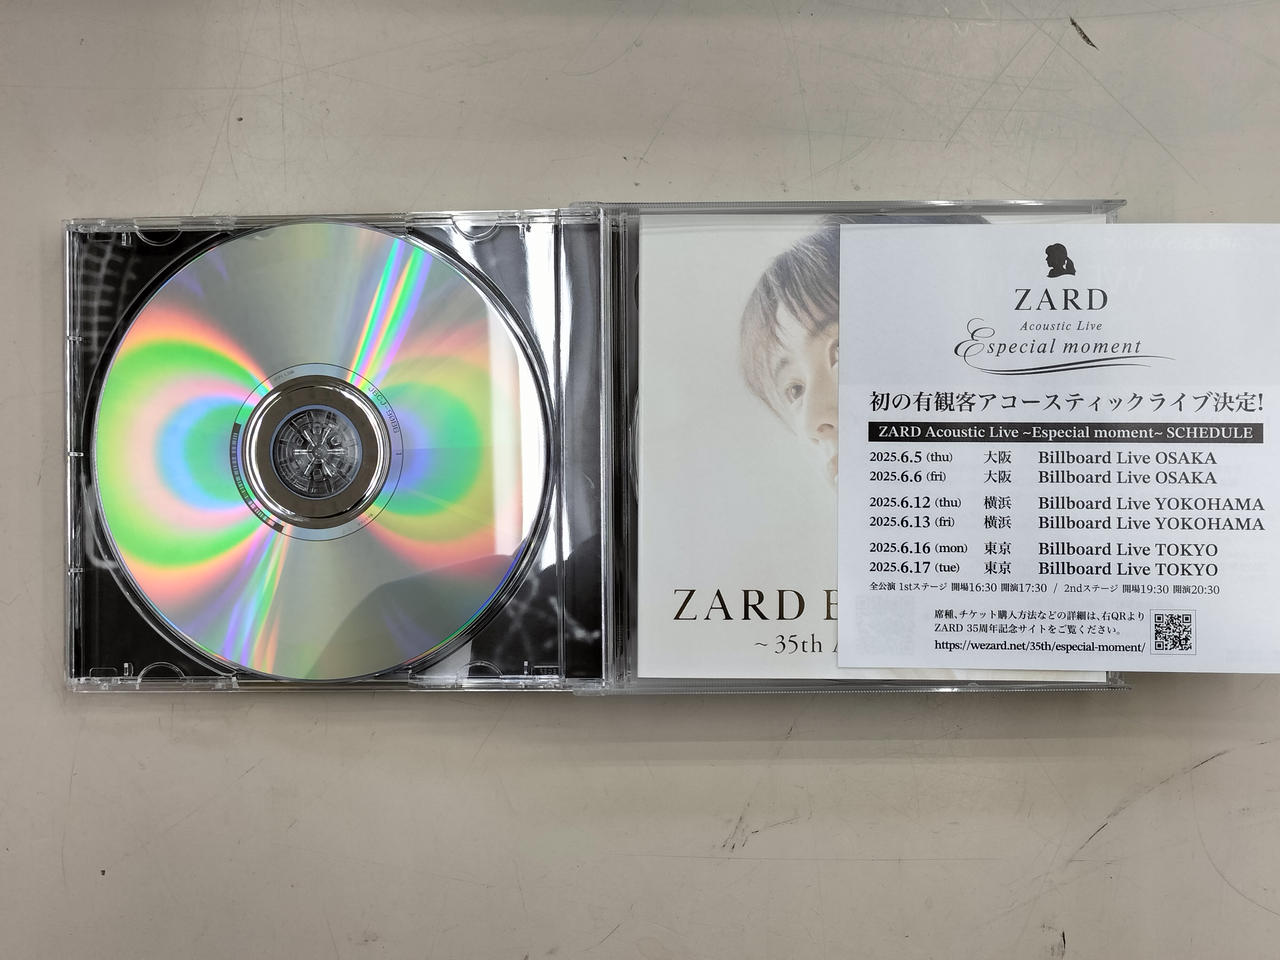 ZARD B
~ 35th A
ZARD
Acoustic Live
Especial moment
初の有観客アコースティックライブ決定!
ZARD Acoustic Live ~Especial moment~ SCHEDULE
2025.6.5 (thu) 大阪 Billboard Live OSAKA
2025.6.6 (fri) 大阪 Billboard Live OSAKA
2025.6.12 (thu) 横浜 Billboard Live YOKOHAMA
2025.6.13 (fri) 横浜 Billboard Live YOKOHAMA
2025.6.16 (mon) 東京 Billboard Live TOKYO
2025.6.17 (tue) 東京 Billboard Live TOKYO
全公演 1stステージ 開場16:30 開演17:30 / 2ndステージ 開場19:30 開演20:30
席種、チケット購入方法などの詳細は、右QRより
ZARD 35周年記念サイトをご覧ください。
https://wezard.net/35th/especial-moment/